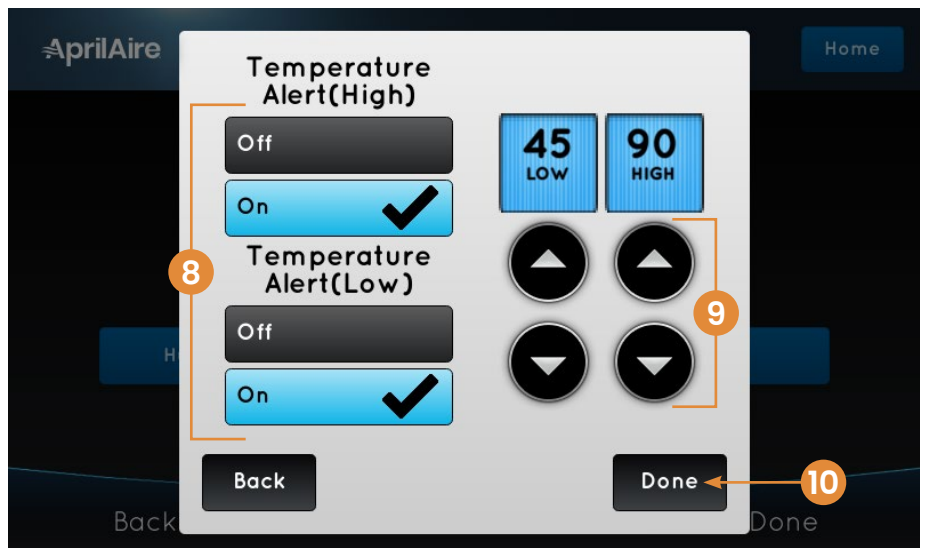 AprilAire
Home
Temperature
Alert(High)
Off
On
45
LOW
90
HIGH
8
Temperature
Alert(Low)
Off
On
9
H
Back
Done
10
Back
Done